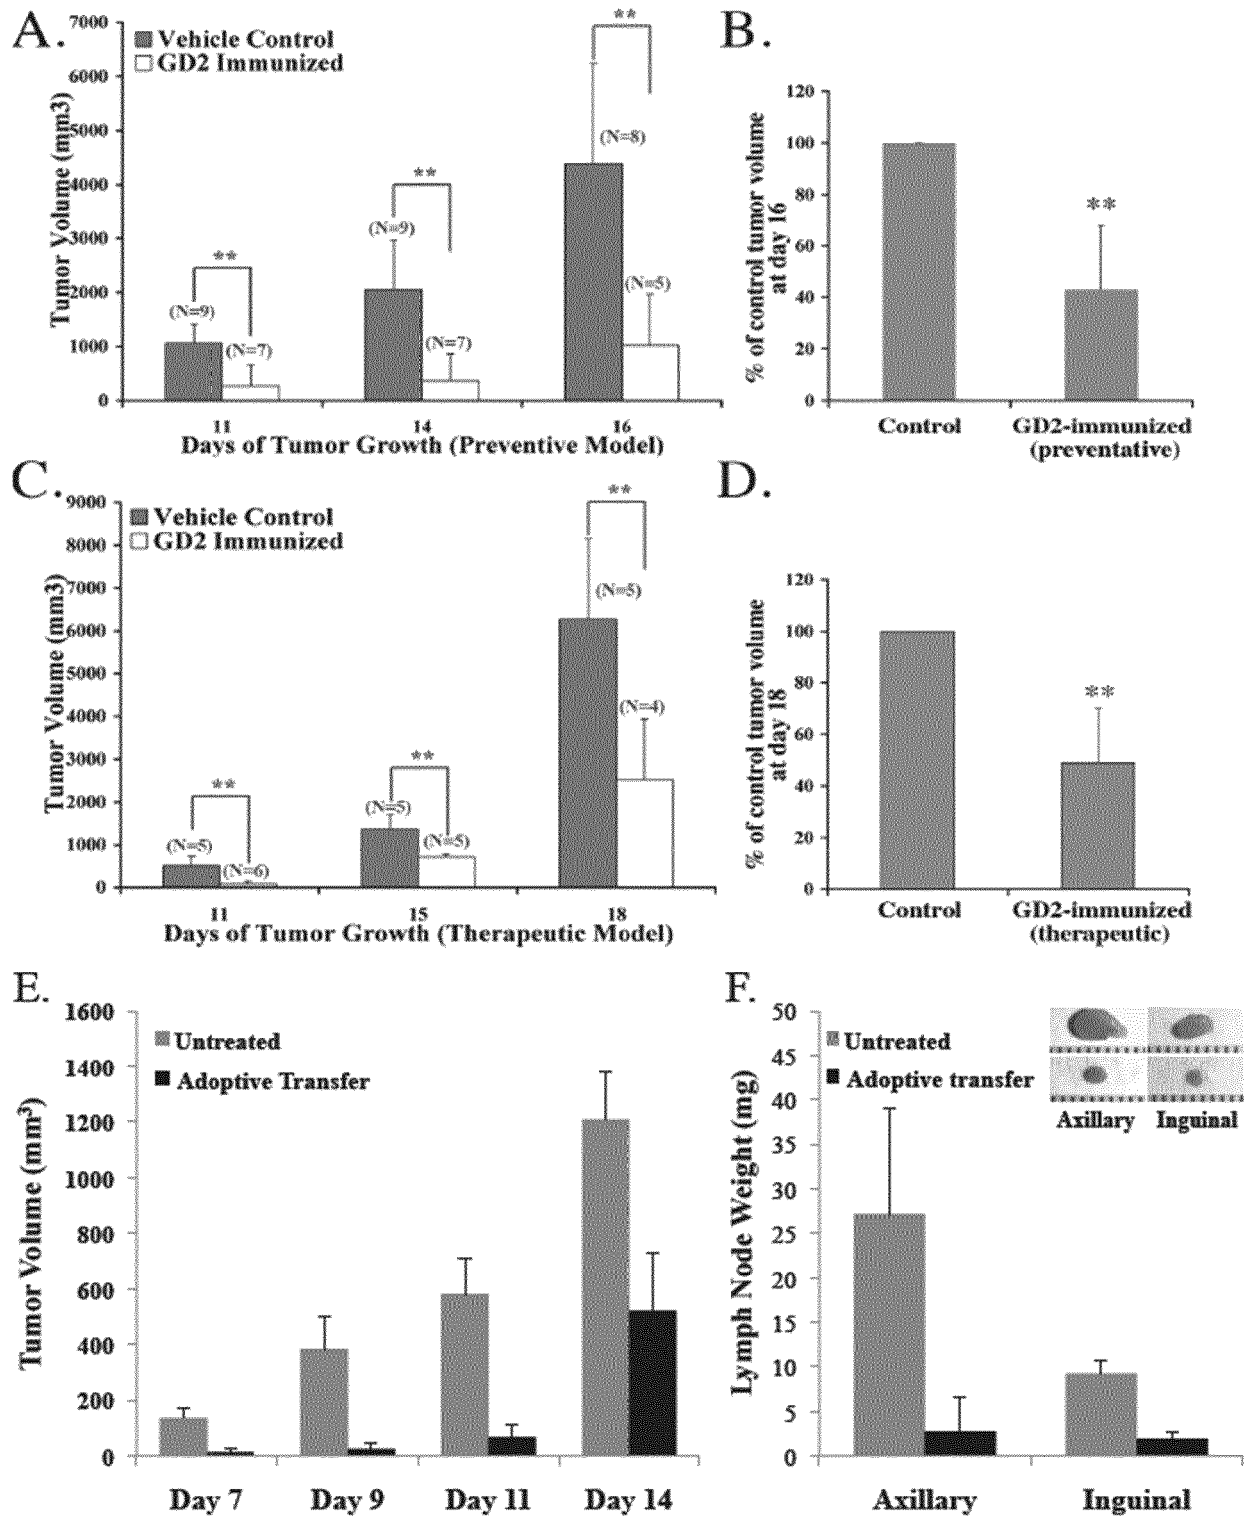 A.
Tumor Volume (mm3)
7000
6000
5000
4000
3000
2000
1000
0
Vehicle Control
GD2 Immunized
**
(N=9)
(N=7)
**
(N=9)
(N=7)
**
(N=8)
(N=5)
11
14
16
Days of Tumor Growth (Preventive Model)
B.
% of control tumor volume
at day 16
120
100
80
60
40
20
0
**
Control
GD2-immunized
(preventative)
C.
Tumor Volume (mm3)
9000
8000
7000
6000
5000
4000
3000
2000
1000
0
Vehicle Control
GD2 Immunized
**
(N=5)
(N=6)
**
(N=5)
(N=5)
**
(N=5)
(N=4)
11
15
18
Days of Tumor Growth (Therapeutic Model)
D.
% of control tumor volume
at day 18
120
100
80
60
40
20
0
**
Control
GD2-immunized
(therapeutic)
E.
Tumor Volume (mm³)
1600
1400
1200
1000
800
600
400
200
0
Untreated
Adoptive Transfer
Day 7
Day 9
Day 11
Day 14
F.
Lymph Node Weight (mg)
50
45
40
35
30
25
20
15
10
5
0
Untreated
Adoptive transfer
Axillary
Inguinal
Axillary
Inguinal